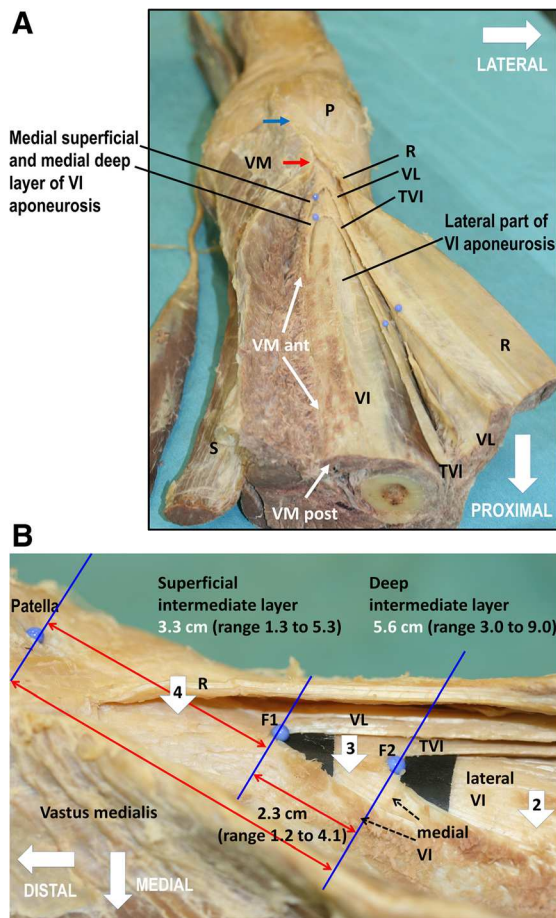 A
LATERAL
P
VM
R
VL
TVI
Medial superficial
and medial deep
layer of VI
aponeurosis
Lateral part of
VI aponeurosis
VM ant
R
VI
S
VL
TVI
VM post
PROXIMAL
B
Patella
Superficial
intermediate layer
3.3 cm (range 1.3 to 5.3)
Deep
intermediate layer
5.6 cm (range 3.0 to 9.0)
4
R
F1
VL
3
F2
TVI
lateral
VI
2
2.3 cm
(range 1.2 to 4.1)
medial
VI
Vastus medialis
DISTAL
MEDIAL